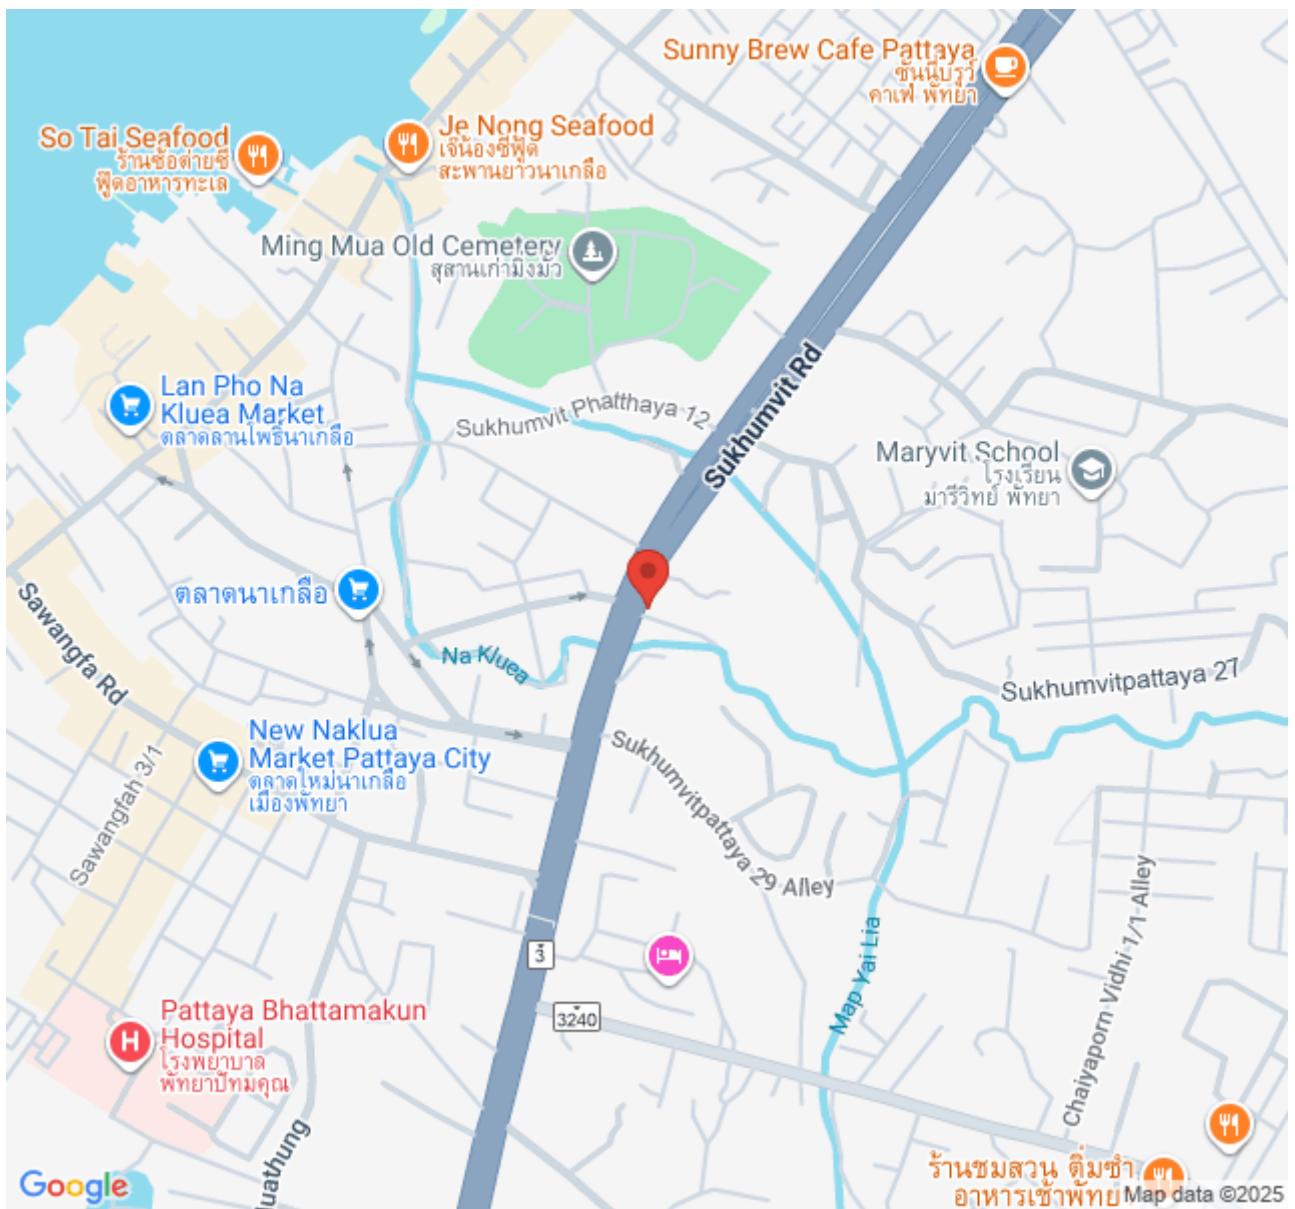 Sunny Brew Cafe Pattaya
ซันนี่บรูว์
คาเฟ่ พัทยา
So Tai Seafood
ร้านซ้อต่ายซี
ฟู๊ดอาหารทะเล
Je Nong Seafood
เจ๊น้องซีฟู้ด
สะพานยาวนาเกลือ
Ming Mua Old Cemetery
สุสานเก่ามิ่งมั่ว
Sukhumvit Rd
Lan Pho Na
Kluea Market
ตลาดลานโพธิ์นาเกลือ
Sukhumvit Phatthaya 12
Maryvit School
โรงเรียน
มารีวิทย์ พัทยา
ตลาดนาเกลือ
Sawangfa Rd
Na Kluea
Sukhumvitpattaya 27
New Naklua
Market Pattaya City
ตลาดใหม่นาเกลือ
เมืองพัทยา
Sukhumvitpattaya 29 Alley
Sawangfah 3/1
3
3240
Map Yai Lia
Chaiyaporn Vidhi 1/1 Alley
Pattaya Bhattamakun
Hospital
โรงพยาบาล
พัทยาปัทมคุณ
uathung
ร้านชมสวน ติ่มซำ
อาหารเช้าพัทย
Google
Map data ©2025